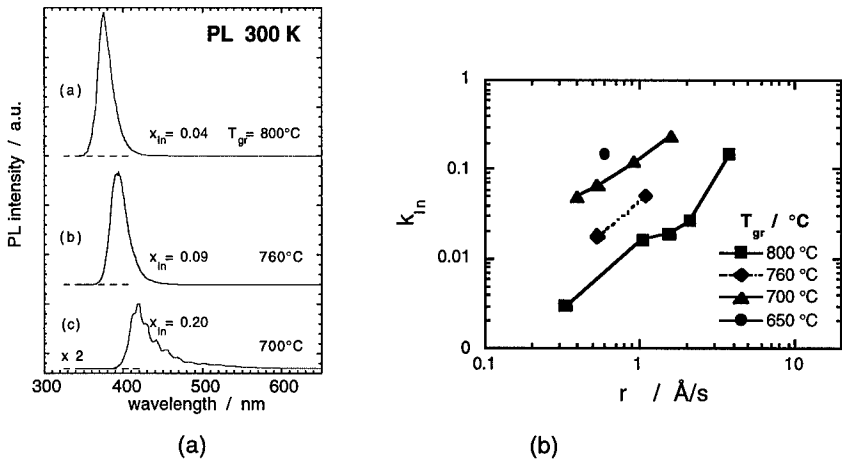 PL 300 K
(a)
x_In = 0.04 T_gr = 800°C
(b)
x_In = 0.09 760°C
(c)
x_In = 0.20
x 2
700°C
PL intensity / a.u.
300 400 500 600
wavelength / nm
(a)
1
0.1
0.01
1
k_In
T_gr / °C
800 °C
760 °C
700 °C
650 °C
0.1 1 10
r / Å/s
(b)